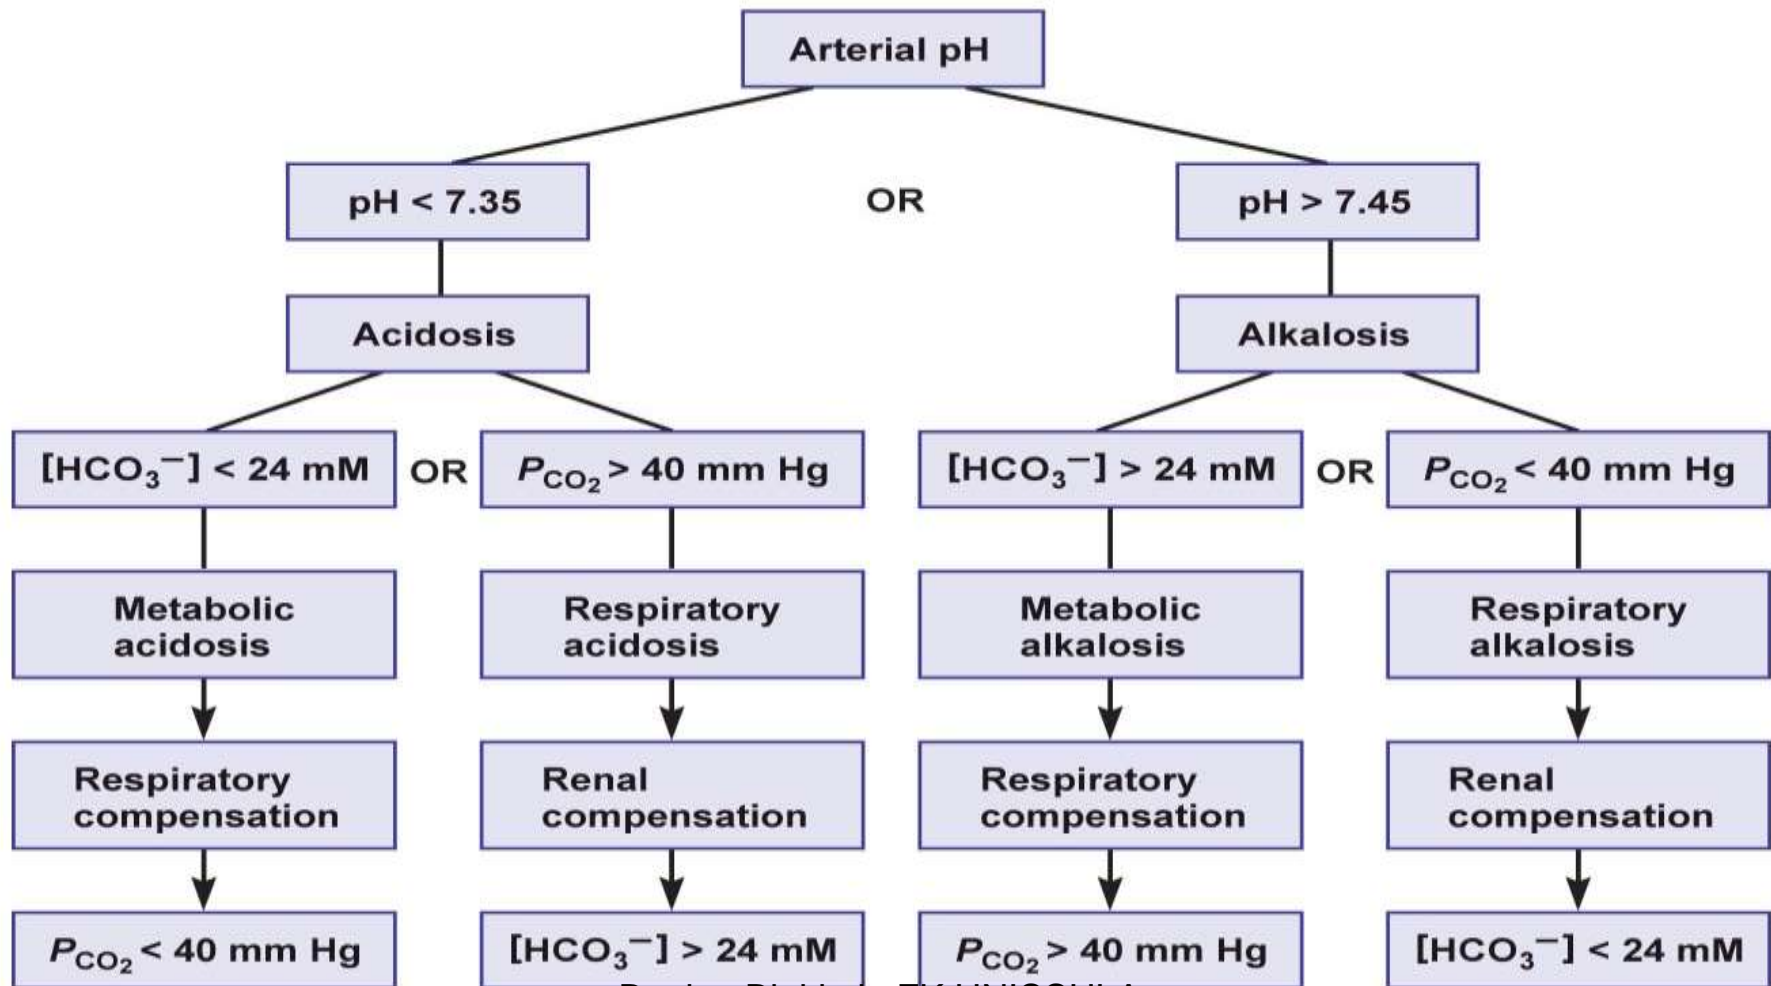 Arterial pH
pH < 7.35
OR
pH > 7.45
Acidosis
Alkalosis
[HCO₃⁻] < 24 mM
OR
PCO₂ > 40 mm Hg
[HCO₃⁻] > 24 mM
OR
PCO₂ < 40 mm Hg
Metabolic
acidosis
Respiratory
acidosis
Metabolic
alkalosis
Respiratory
alkalosis
Respiratory
compensation
Renal
compensation
Respiratory
compensation
Renal
compensation
PCO₂ < 40 mm Hg
[HCO₃⁻] > 24 mM
PCO₂ > 40 mm Hg
[HCO₃⁻] < 24 mM